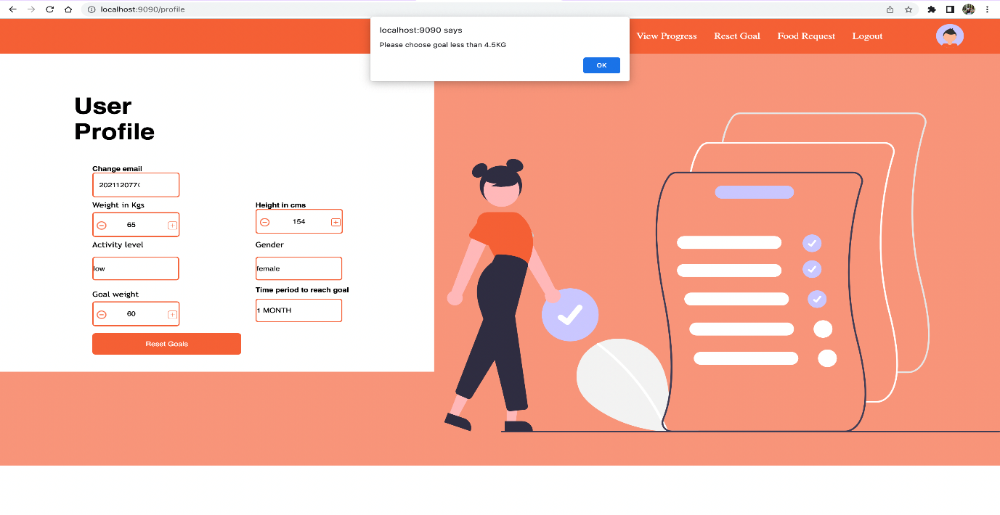 localhost:9090/profile
localhost:9090 says
Please choose goal less than 4.5KG
OK
View Progress
Reset Goal
Food Request
Logout
User
Profile
Change email
Weight in Kgs
65
Height in cms
154
Activity level
low
Gender
female
Goal weight
60
Time period to reach goal
1 MONTH
Reset Goals